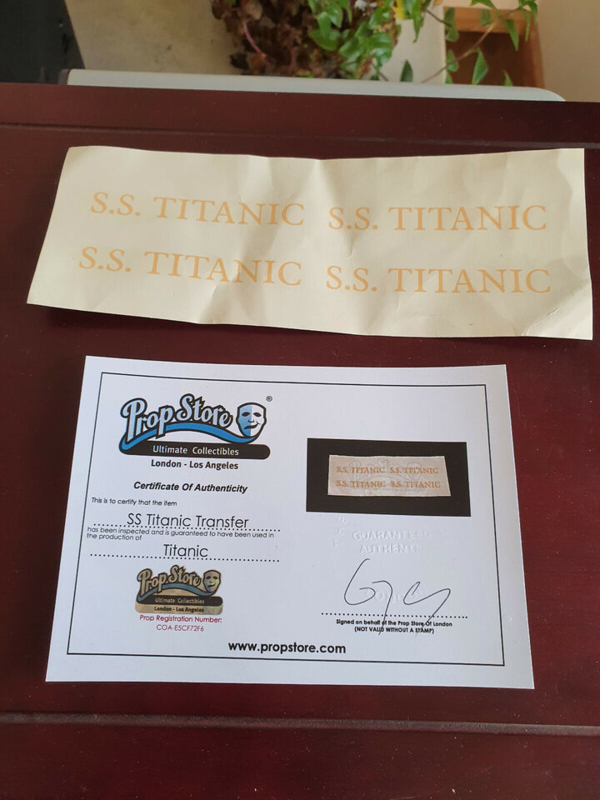 S.S. TITANIC S.S. TITANIC
S.S. TITANIC S.S. TITANIC
Prop Store ®
Ultimate Collectibles
London - Los Angeles
Certificate Of Authenticity
This is to certify that the item
SS Titanic Transfer
has been inspected and is guaranteed to have been used in
the production of
Titanic
Prop Store
Ultimate Collectibles
London - Los Angeles
Prop Registration Number:
COA-E5CF72F6
S.S. TITANIC S.S. TITANIC
S.S. TITANIC S.S. TITANIC
GUARANTEED
AUTHENTIC
Signed on behalf of the Prop Store Of London
(NOT VALID WITHOUT A STAMP)
www.propstore.com